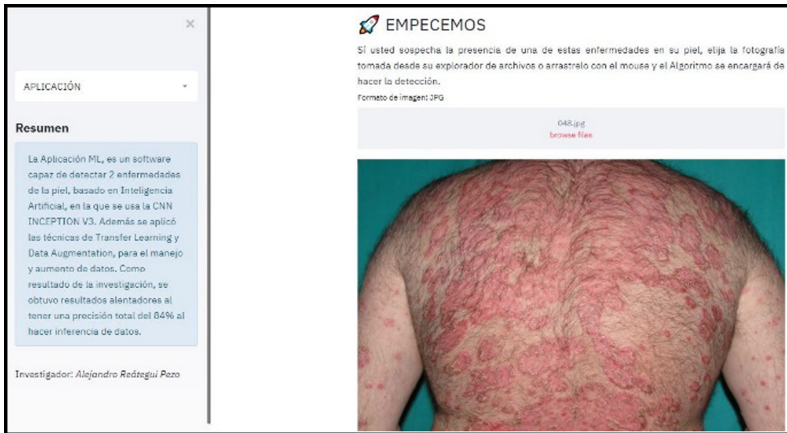 ×
APLICACIÓN
Resumen
La Aplicación ML, es un software
capaz de detectar 2 enfermedades
de la piel, basado en Inteligencia
Artificial, en la que se usa la CNN
INCEPTION V3. Además se aplicó
las técnicas de Transfer Learning y
Data Augmentation, para el manejo
y aumento de datos. Como
resultado de la investigación, se
obtuvo resultados alentadores al
tener una precisión total del 84% al
hacer inferencia de datos.
Investigador: Alejandro Reátegui Pezo
🚀 EMPECEMOS
Sí usted sospecha la presencia de una de estas enfermedades en su piel, elija la fotografía
tomada desde su explorador de archivos o arrastrelo con el mouse y el Algoritmo se encargará de
hacer la detección.
Formato de imagen: JPG
048.jpg
browse files